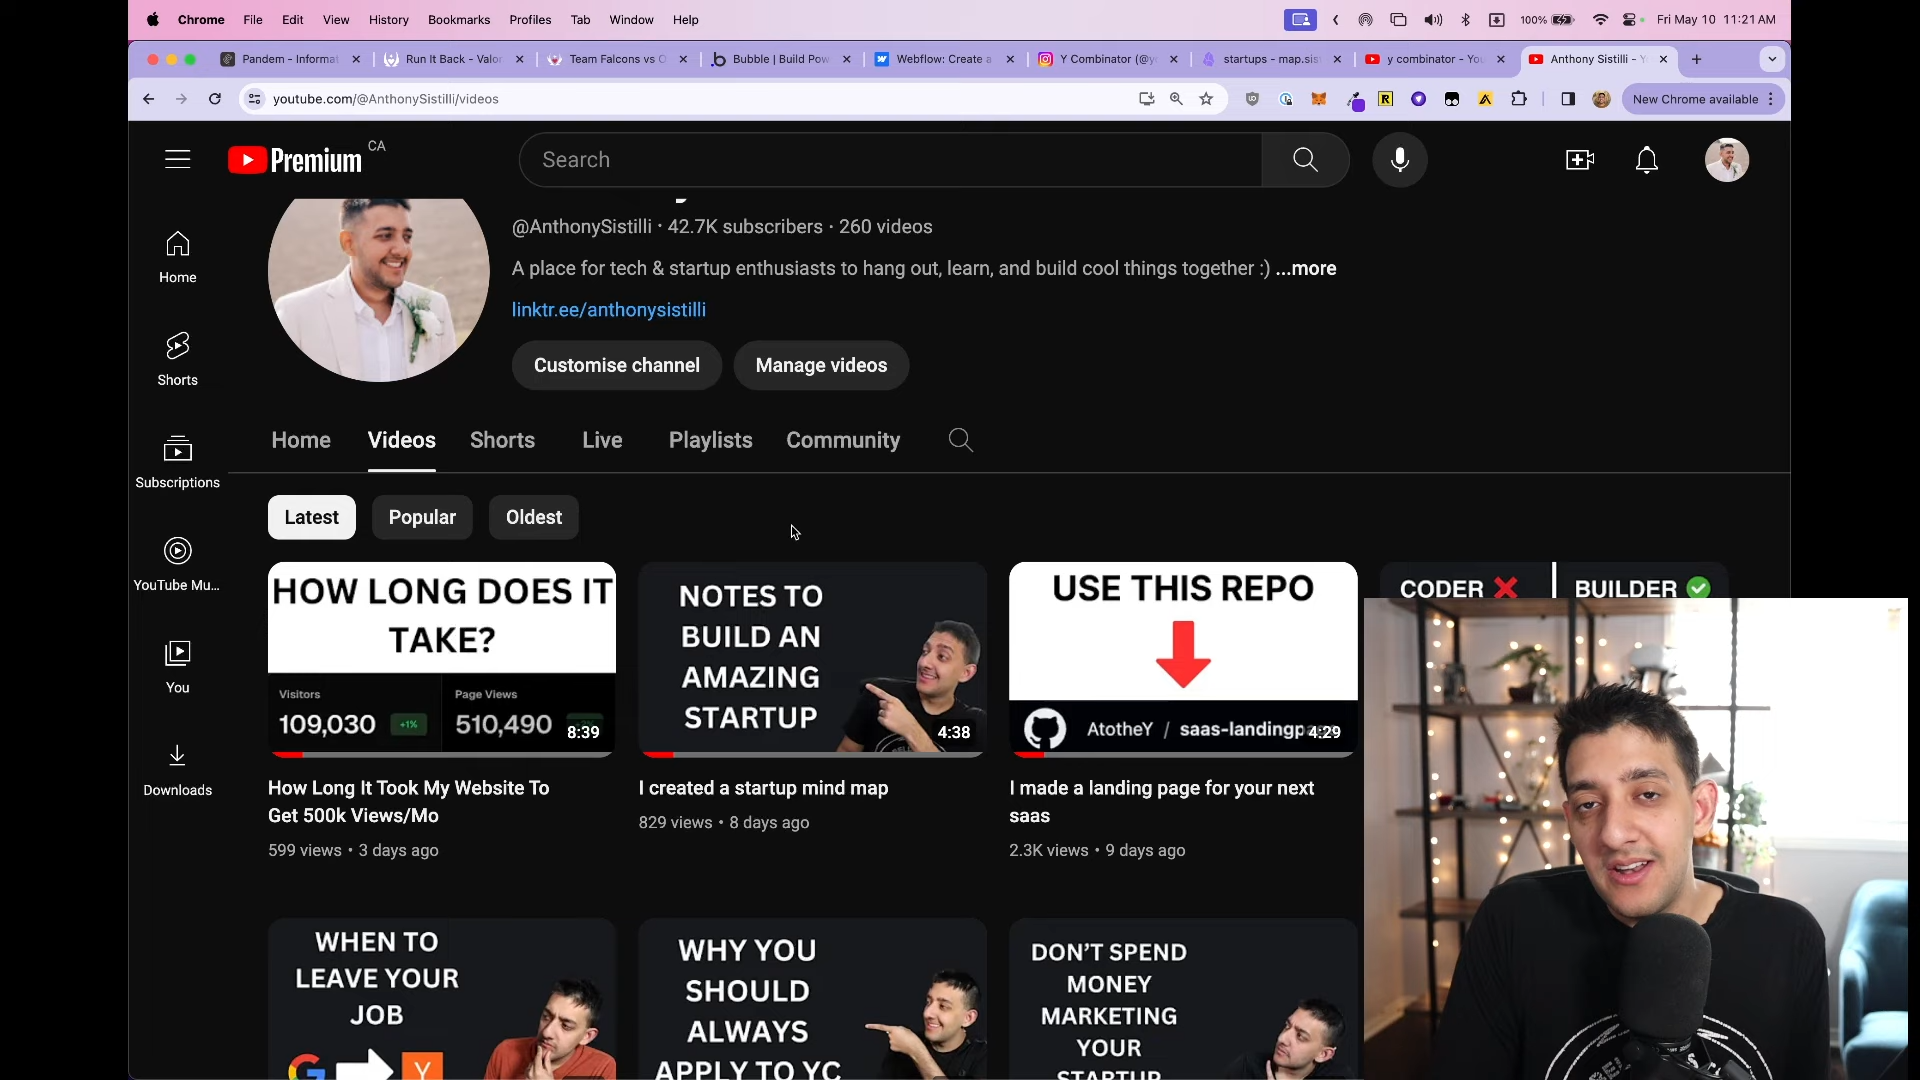 Chrome File Edit View History Bookmarks Profiles Tab Window Help 100% Fri May 10 11:21 AM
Pandem - Informat Run It Back - Valor Team Falcons vs Bubble | Build Pow Webflow: Create a Y Combinator (@y startups - map.sis y combinator - You Anthony Sistilli - Y
youtube.com/@AnthonySistilli/videos New Chrome available
Premium CA
Search
@AnthonySistilli · 42.7K subscribers · 260 videos
A place for tech & startup enthusiasts to hang out, learn, and build cool things together :) ...more
linktr.ee/anthonysistilli
Customise channel Manage videos
Home
Shorts
Subscriptions
YouTube Mu...
You
Downloads
Home Videos Shorts Live Playlists Community
Latest Popular Oldest
HOW LONG DOES IT
TAKE?
Visitors Page Views
109,030 +1% 510,490
8:39
How Long It Took My Website To
Get 500k Views/Mo
599 views • 3 days ago
NOTES TO
BUILD AN
AMAZING
STARTUP
4:38
I created a startup mind map
829 views • 8 days ago
USE THIS REPO
AtotheY / saas-landingp
4:29
I made a landing page for your next
saas
2.3K views • 9 days ago
CODER BUILDER
WHEN TO
LEAVE YOUR
JOB
G Y
WHY YOU
SHOULD
ALWAYS
APPLY TO YC
DON'T SPEND
MONEY
MARKETING
YOUR
STARTUP